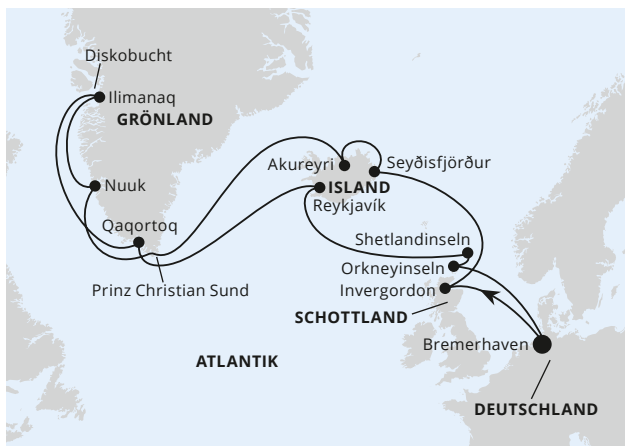 Diskobucht
Ilimanaq
GRÖNLAND
Akureyri
Seyðisfjörður
Nuuk
ISLAND
Reykjavík
Qaqortoq
Shetlandinseln
Orkneyinseln
Prinz Christian Sund
Invergordon
SCHOTTLAND
Bremerhaven
ATLANTIK
DEUTSCHLAND